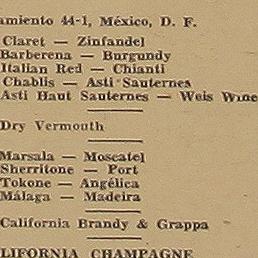 amiento 44-1, México, D. F.
Claret — Zinfandel
Barberena — Burgundy
Italian Red — Chianti
Chablis — Asti Sauternes
Asti Haut Sauternes — Weis Wine
Dry Vermouth
Marsala — Moscatel
Sherritone — Port
Tokone — Angélica
Málaga — Madeira
California Brandy & Grappa
LIFORNIA CHAMPAGNE